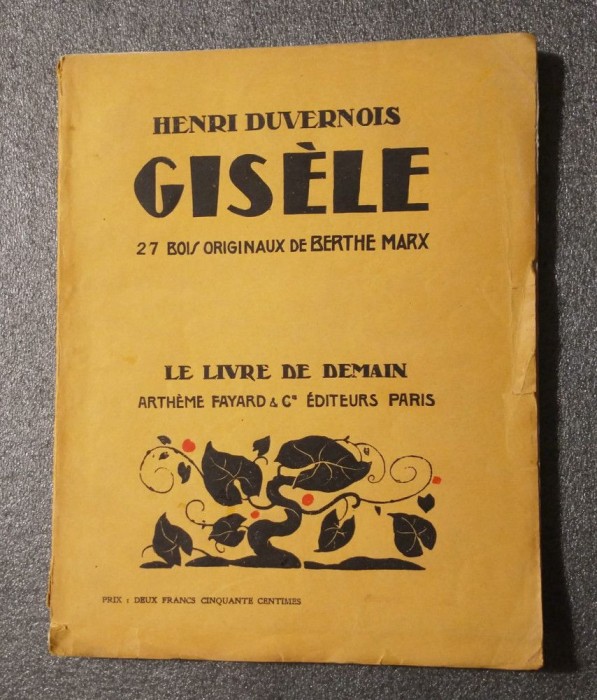 HENRI DUVERNOIS
GISÈLE
27 BOIS ORIGINAUX DE BERTHE MARX
LE LIVRE DE DEMAIN
ARTHÈME FAYARD & Cie ÉDITEURS PARIS
PRIX : DEUX FRANCS CINQUANTE CENTIMES